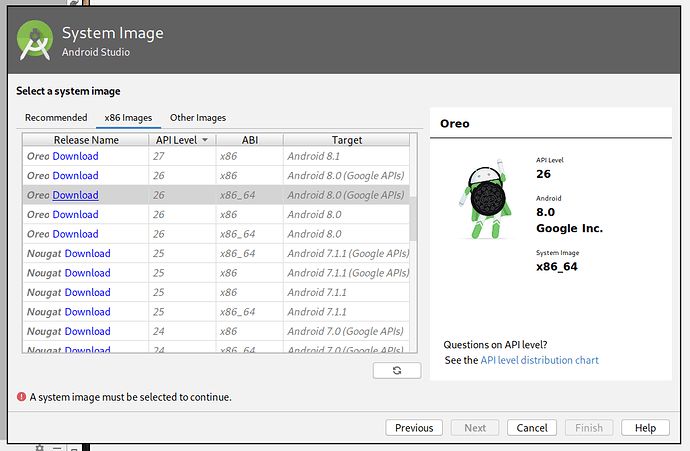 System Image
Android Studio
Select a system image
Recommended x86 Images Other Images
Release Name API Level ABI Target
Oreo Download 27 x86 Android 8.1
Oreo Download 26 x86 Android 8.0 (Google APIs)
Oreo Download 26 x86_64 Android 8.0 (Google APIs)
Oreo Download 26 x86 Android 8.0
Oreo Download 26 x86_64 Android 8.0
Nougat Download 25 x86_64 Android 7.1.1 (Google APIs)
Nougat Download 25 x86 Android 7.1.1 (Google APIs)
Nougat Download 25 x86 Android 7.1.1
Nougat Download 25 x86_64 Android 7.1.1
Nougat Download 24 x86 Android 7.0 (Google APIs)
Nougat Download 24 x86_64 Android 7.0 (Google APIs)
Oreo
API Level
26
Android
8.0
Google Inc.
System Image
x86_64
Questions on API level?
See the API level distribution chart
A system image must be selected to continue.
Previous Next Cancel Finish Help